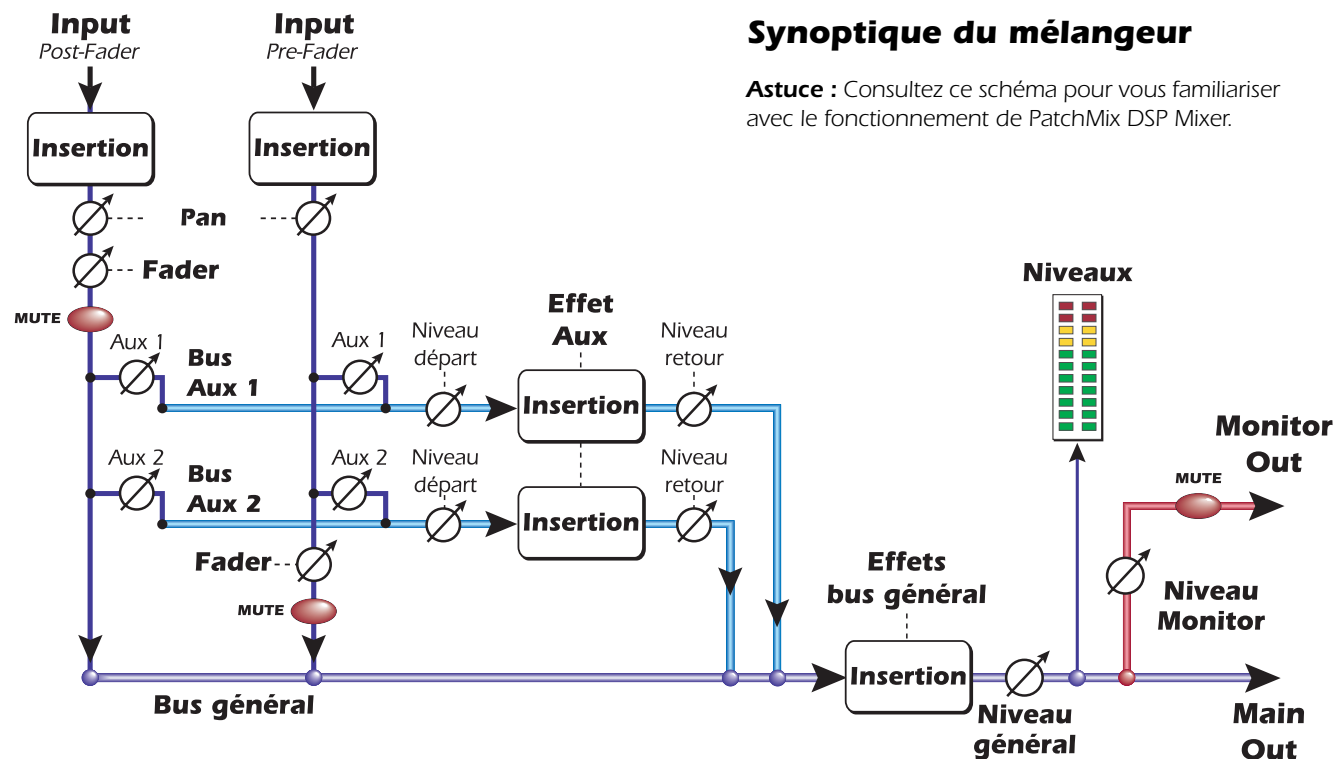 Input
Post-Fader
Input
Pre-Fader
Synoptique du mélangeur
Astuce : Consultez ce schéma pour vous familiariser
avec le fonctionnement de PatchMix DSP Mixer.
Insertion
Insertion
Pan
Fader
MUTE
Aux 1
Bus
Aux 1
Aux 1
Niveau
départ
Effet
Aux
Insertion
Niveau
retour
Aux 2
Bus
Aux 2
Aux 2
Niveau
départ
Insertion
Niveau
retour
Fader
MUTE
Bus général
Effets
bus général
Insertion
Niveau
général
Niveaux
Monitor
Out
MUTE
Niveau
Monitor
Main
Out